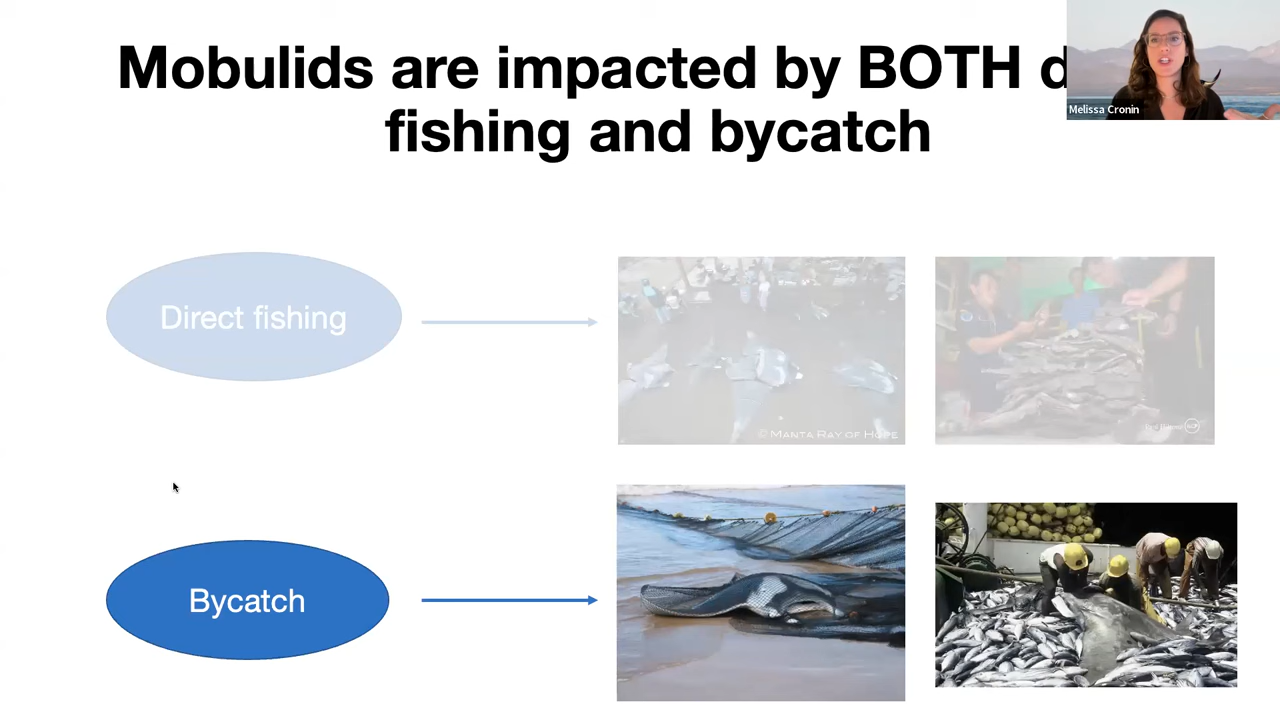 Mobulids are impacted by BOTH
fishing and bycatch
Melissa Cronin
Direct fishing
© MANTA RAY OF HOPE
Bycatch